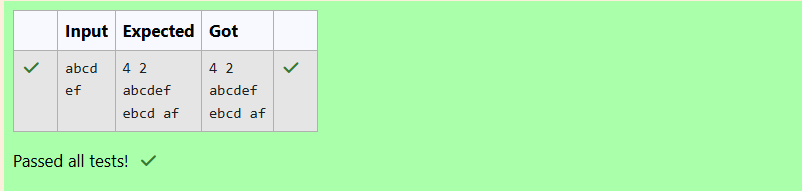 Input Expected Got
abcd 4 2 4 2
ef abcdef abcdef
ebcd af ebcd af
Passed all tests!